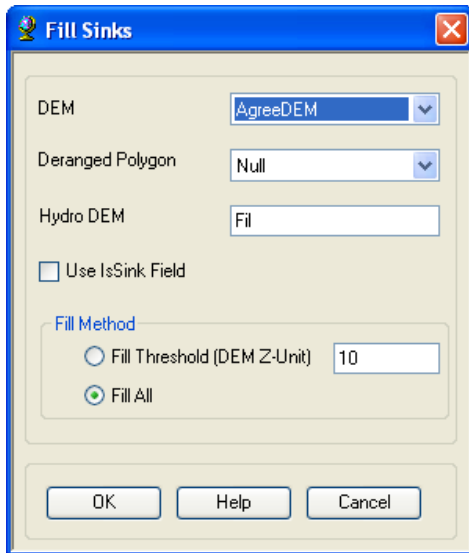 Fill Sinks
DEM AgreeDEM
Deranged Polygon Null
Hydro DEM Fil
Use IsSink Field
Fill Method
Fill Threshold (DEM Z-Unit) 10
Fill All
OK Help Cancel